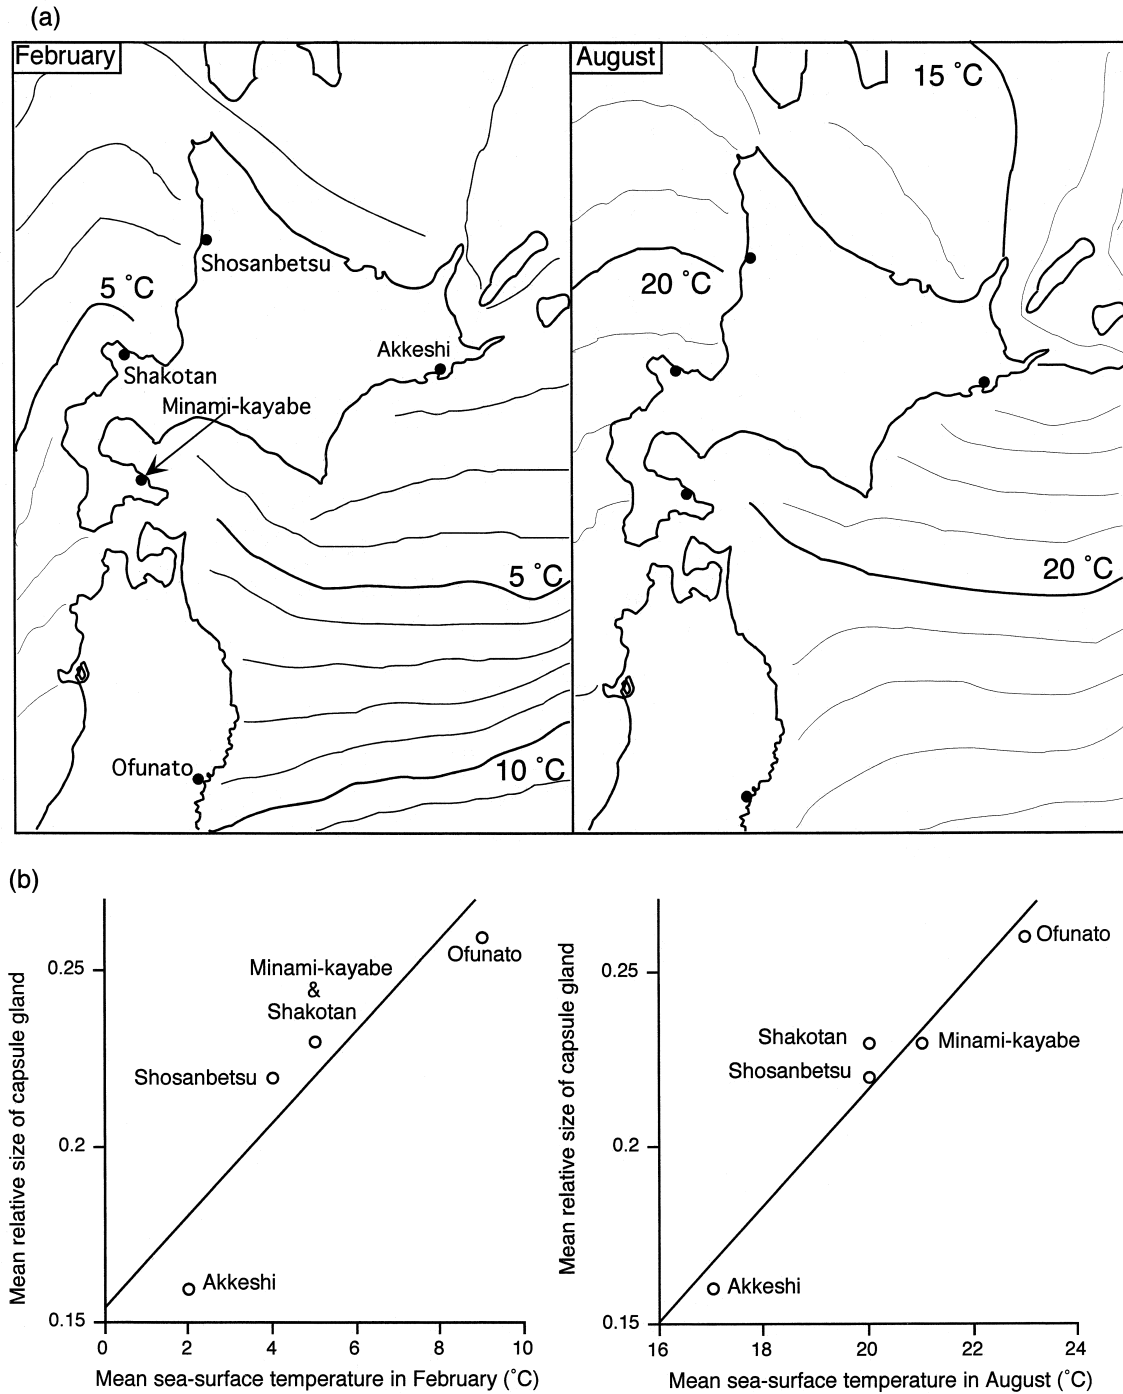 (a)
February
August
15 ˚C
Shosanbetsu
5 ˚C
20 ˚C
Akkeshi
Shakotan
Minami-kayabe
5 ˚C
20 ˚C
Ofunato
10 ˚C
(b)
Mean relative size of capsule gland
0.25
0.2
0.15
Minami-kayabe
&
Shakotan
Ofunato
Shosanbetsu
Akkeshi
0 2 4 6 8 10
Mean sea-surface temperature in February (˚C)
Mean relative size of capsule gland
0.25
0.2
0.15
Ofunato
Shakotan
Minami-kayabe
Shosanbetsu
Akkeshi
16 18 20 22 24
Mean sea-surface temperature in August (˚C)